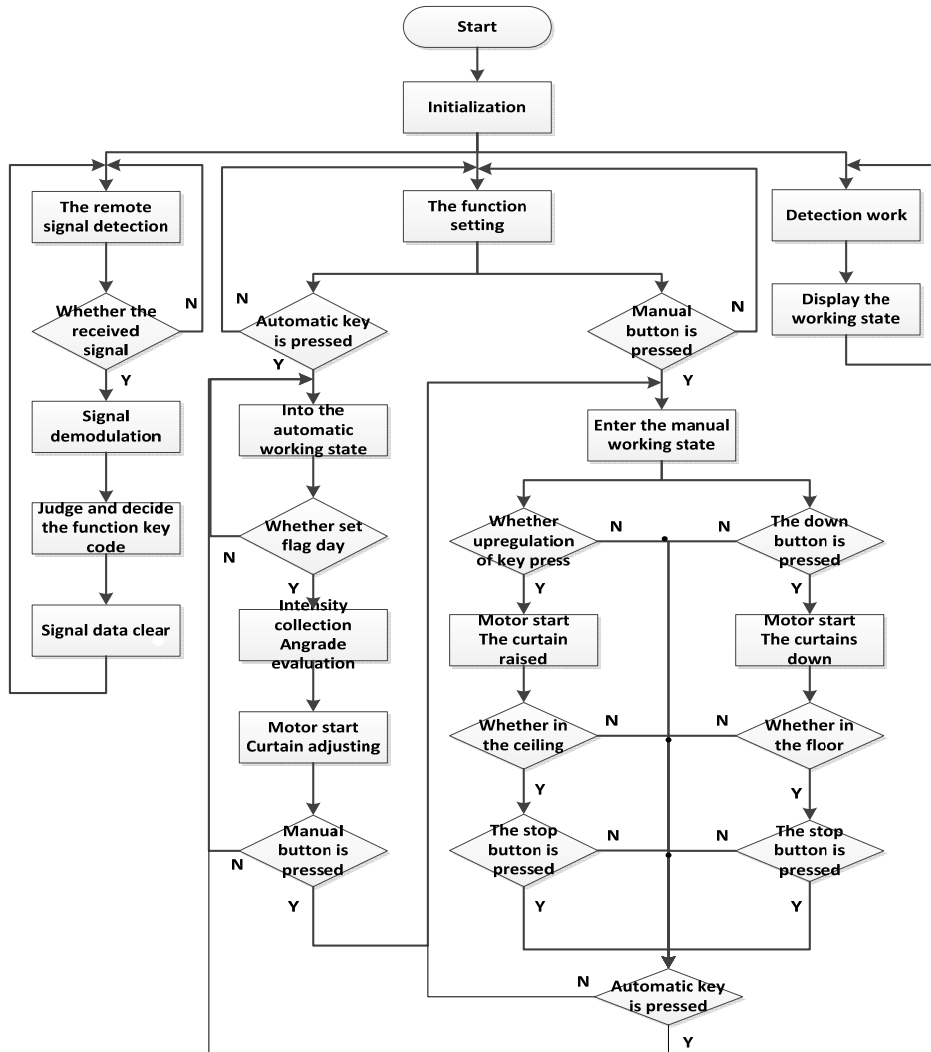 Start
Initialization
The remote
signal detection
Whether the
received
signal
N
Y
Signal
demodulation
Judge and decide
the function key
code
Signal data clear
The function
setting
N
Automatic key
is pressed
Y
Into the
automatic
working state
Whether set
flag day
N
Y
Intensity
collection
Angrade
evaluation
Motor start
Curtain adjusting
Manual
button is
pressed
N
Y
Manual
button is
pressed
N
Y
Enter the manual
working state
Whether
upregulation
of key press
N
Y
Motor start
The curtain
raised
Whether in
the ceiling
N
Y
The stop
button is
pressed
N
Y
N
The down
button is
pressed
Y
Motor start
The curtains
down
N
Whether in
the floor
Y
N
The stop
button is
pressed
Y
N
Automatic key
is pressed
Y
Detection work
Display the
working state